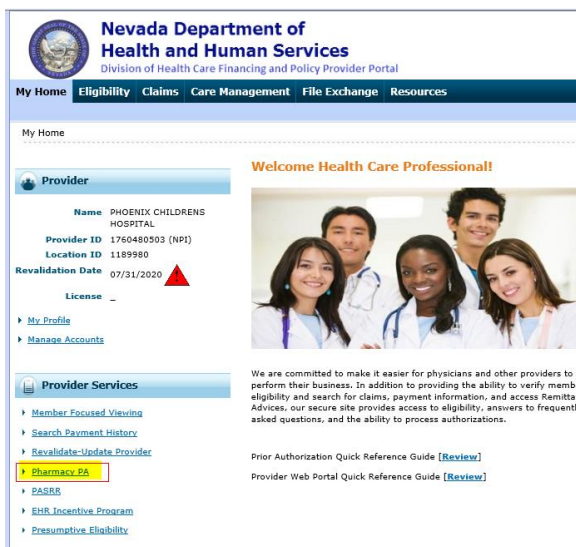 Nevada Department of
Health and Human Services
Division of Health Care Financing and Policy Provider Portal
My Home Eligibility Claims Care Management File Exchange Resources
My Home
Provider
Name PHOENIX CHILDRENS
HOSPITAL
Provider ID 1760480503 (NPI)
Location ID 1189980
Revalidation Date 07/31/2020
License _
My Profile
Manage Accounts
Provider Services
Member Focused Viewing
Search Payment History
Revalidate-Update Provider
Pharmacy PA
PASRR
EHR Incentive Program
Presumptive Eligibility
Welcome Health Care Professional!
We are committed to make it easier for physicians and other providers to
perform their business. In addition to providing the ability to verify memb
eligibility and search for claims, payment information, and access Remitta
Advices, our secure site provides access to eligibility, answers to frequentl
asked questions, and the ability to process authorizations.
Prior Authorization Quick Reference Guide [Review]
Provider Web Portal Quick Reference Guide [Review]